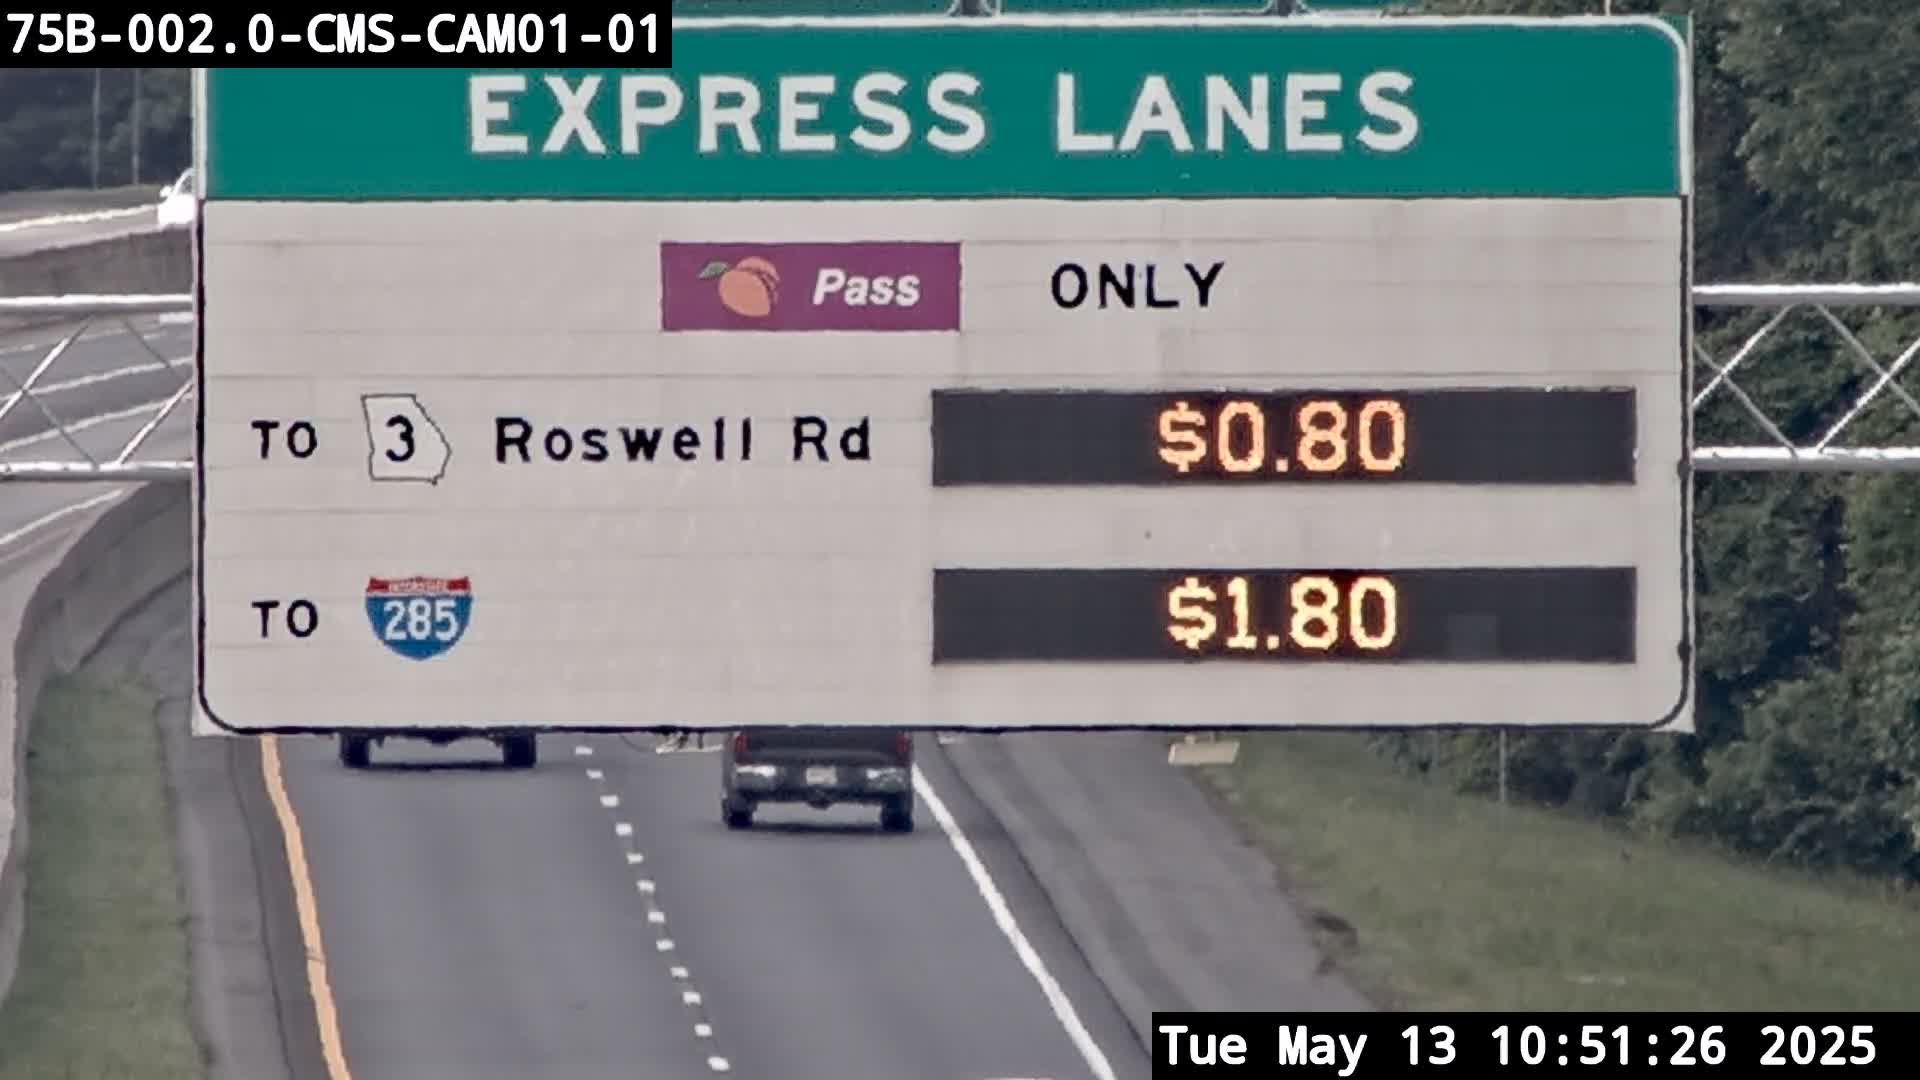 75B-002.0-CMS-CAM01-01
EXPRESS LANES
Pass ONLY
TO 3 Roswell Rd $0.80
INTERSTATE
TO 285 $1.80
Tue May 13 10:51:26 2025